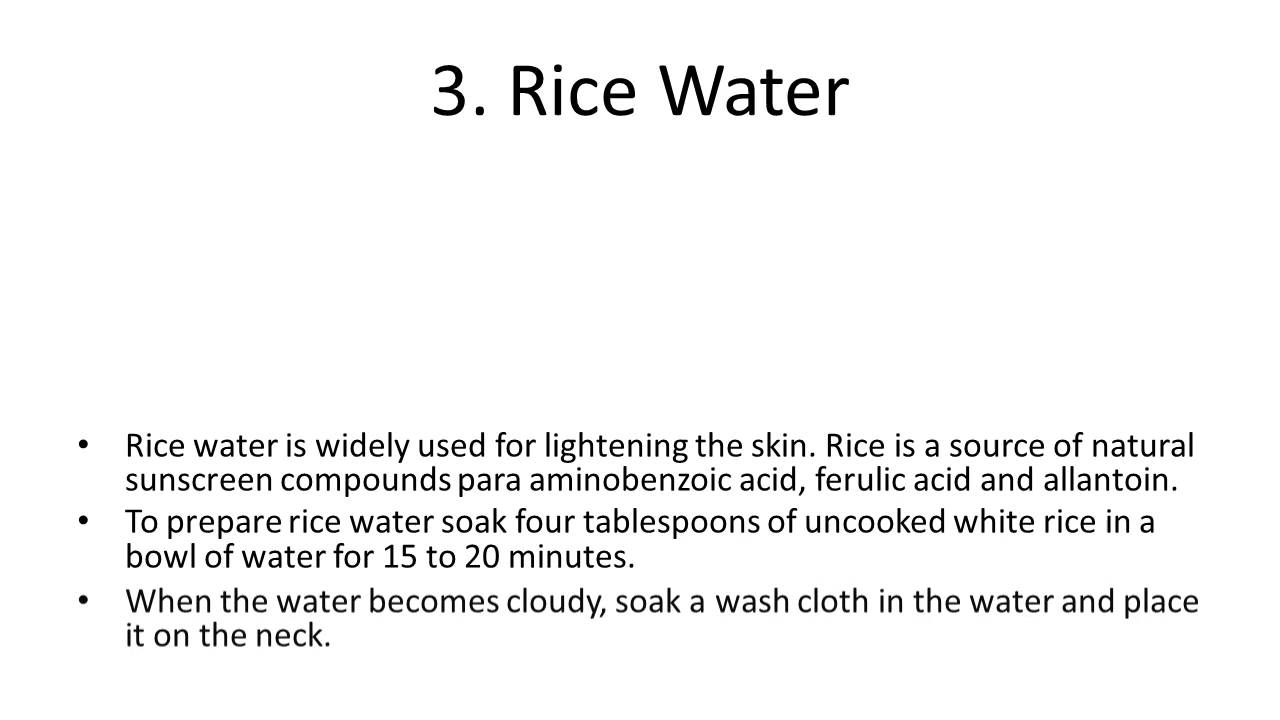 3. Rice Water
• Rice water is widely used for lightening the skin. Rice is a source of natural
sunscreen compounds para aminobenzoic acid, ferulic acid and allantoin.
• To prepare rice water soak four tablespoons of uncooked white rice in a
bowl of water for 15 to 20 minutes.
• When the water becomes cloudy, soak a wash cloth in the water and place
it on the neck.